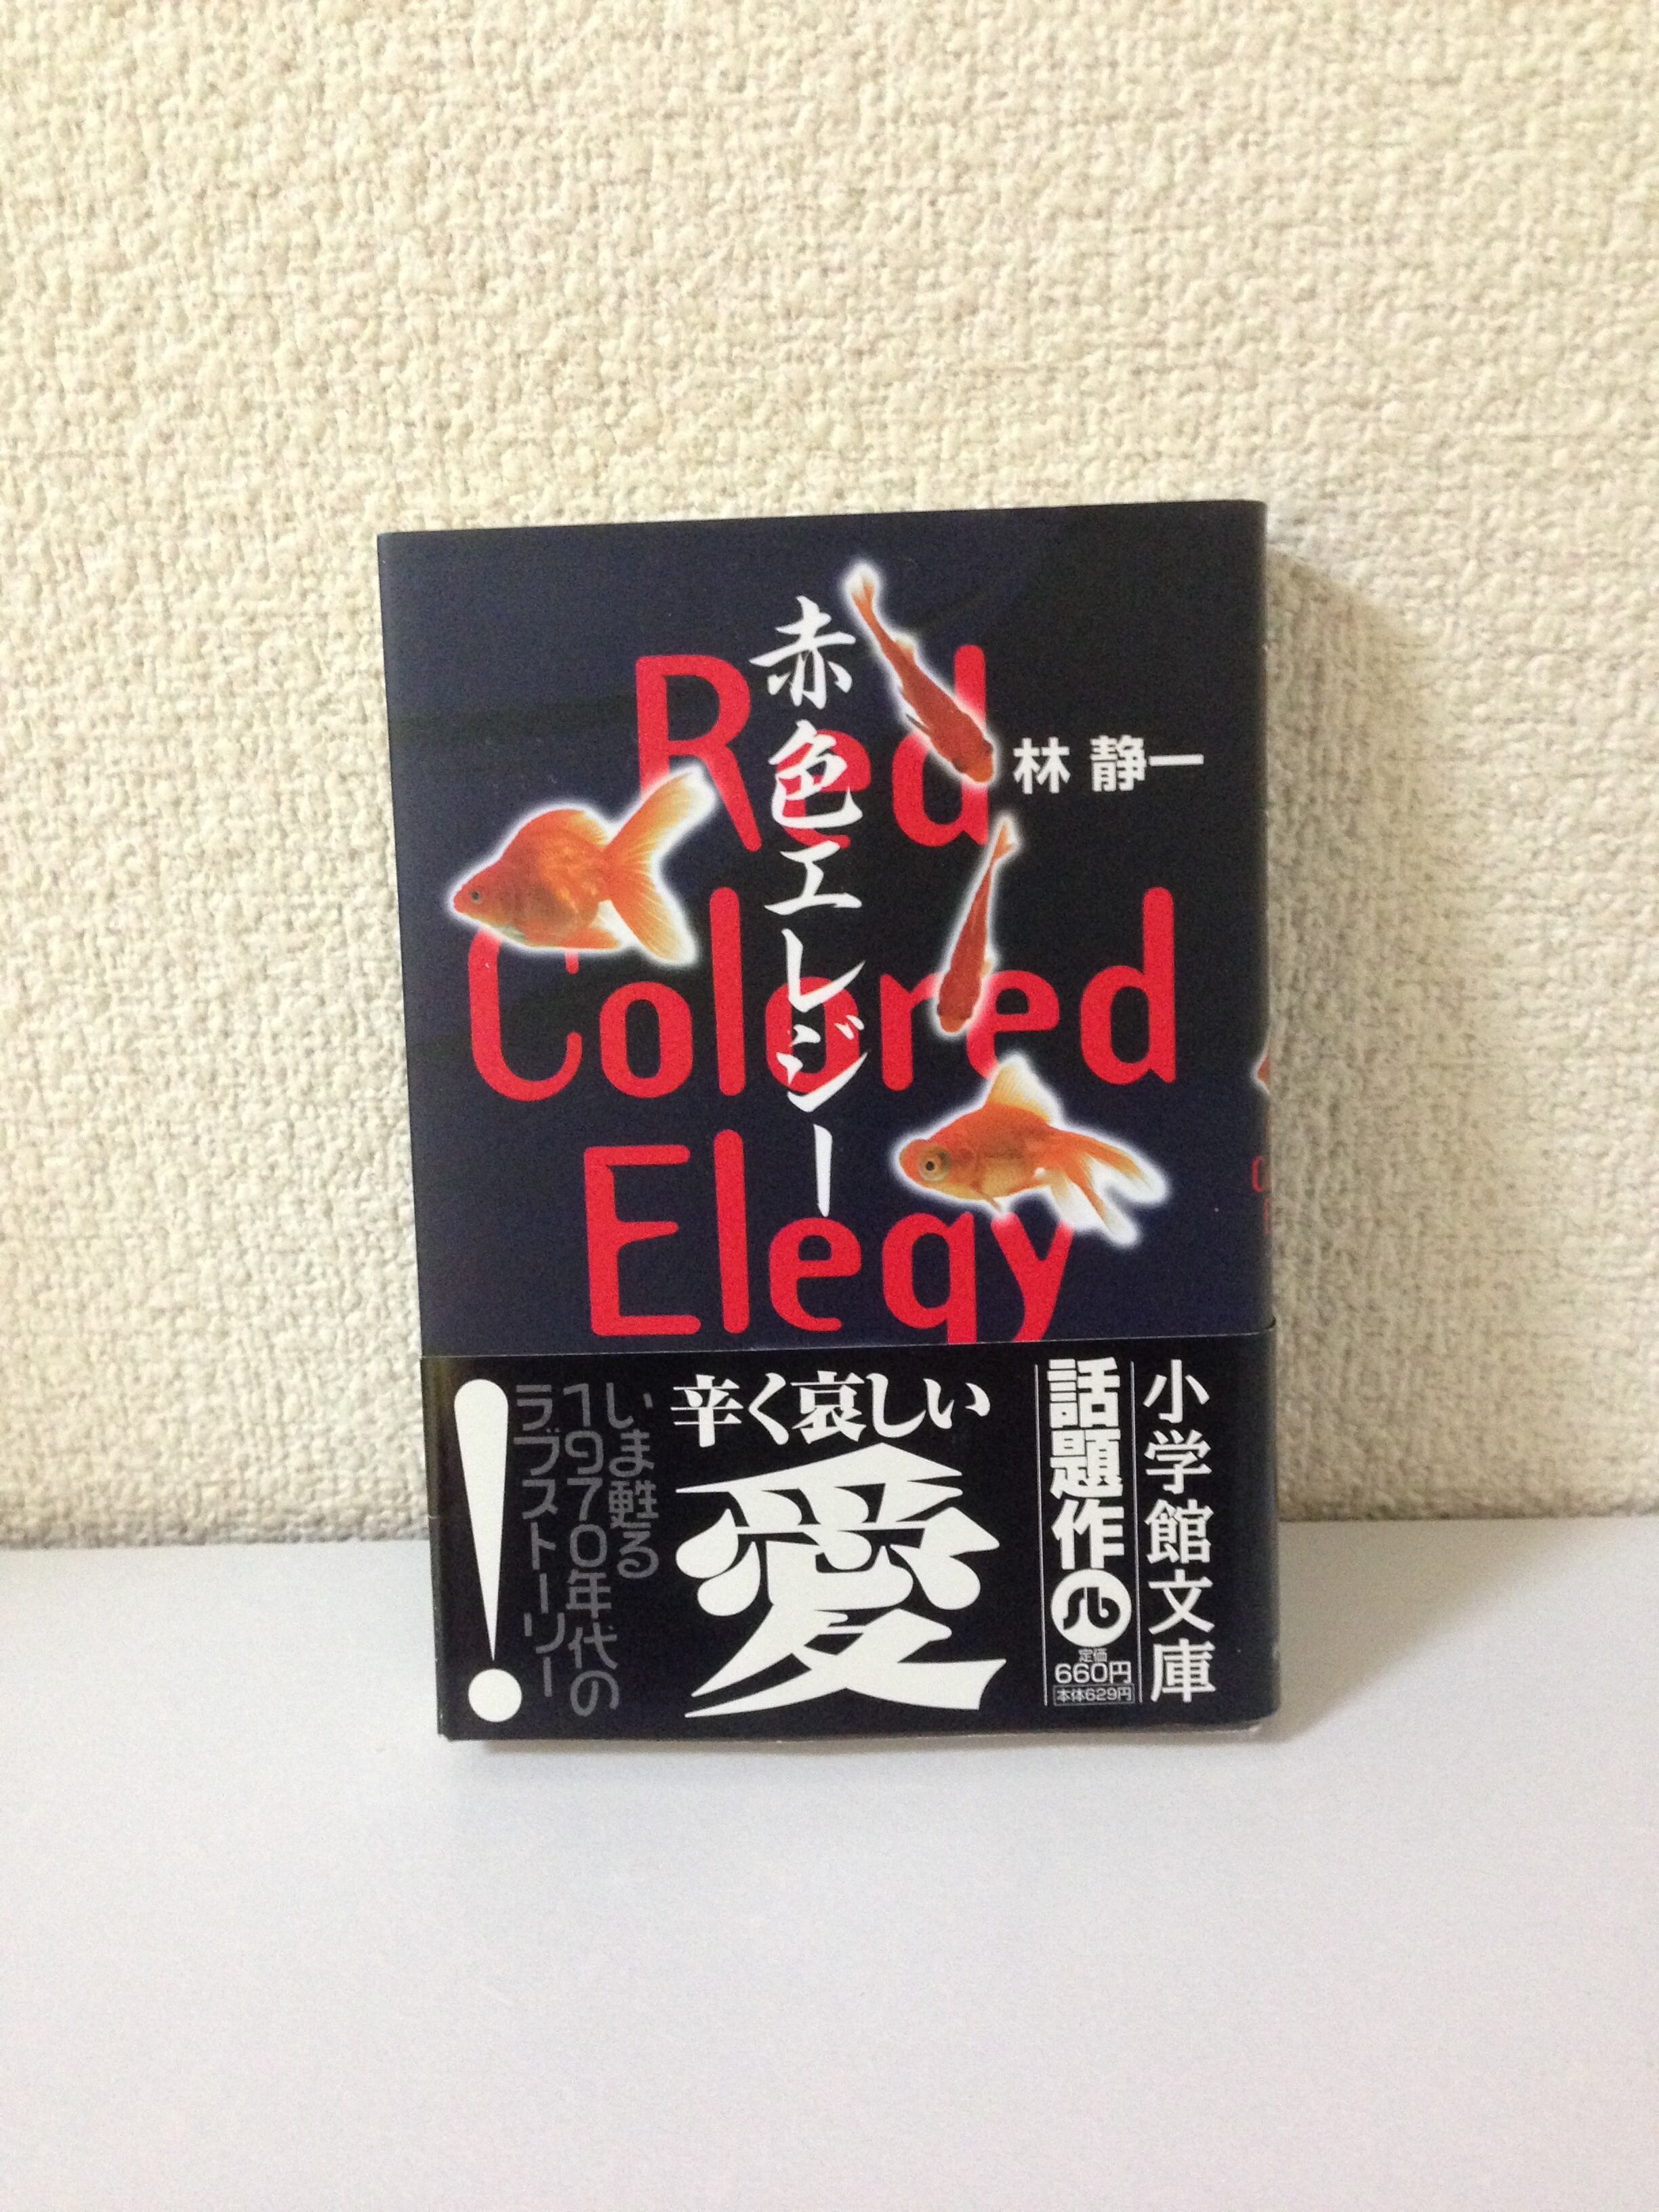 赤色エレジー
Red
Colored
Elegy
林 静一
小学館文庫
話題作
定価
660円
本体629円
辛く哀しい
愛
いま甦る
1970年代の
ラブストーリー
！